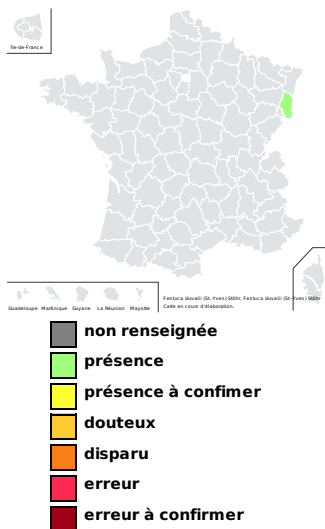 Île-de-France
Festuca duvalii (St.-Yves) Stöhr, Festuca duvalii (St.-Yves) Stöhr
Carte en cours d'élaboration.
Guadeloupe Martinique Guyane La Réunion Mayotte
non renseignée
présence
présence à confimer
douteux
disparu
erreur
erreur à confirmer